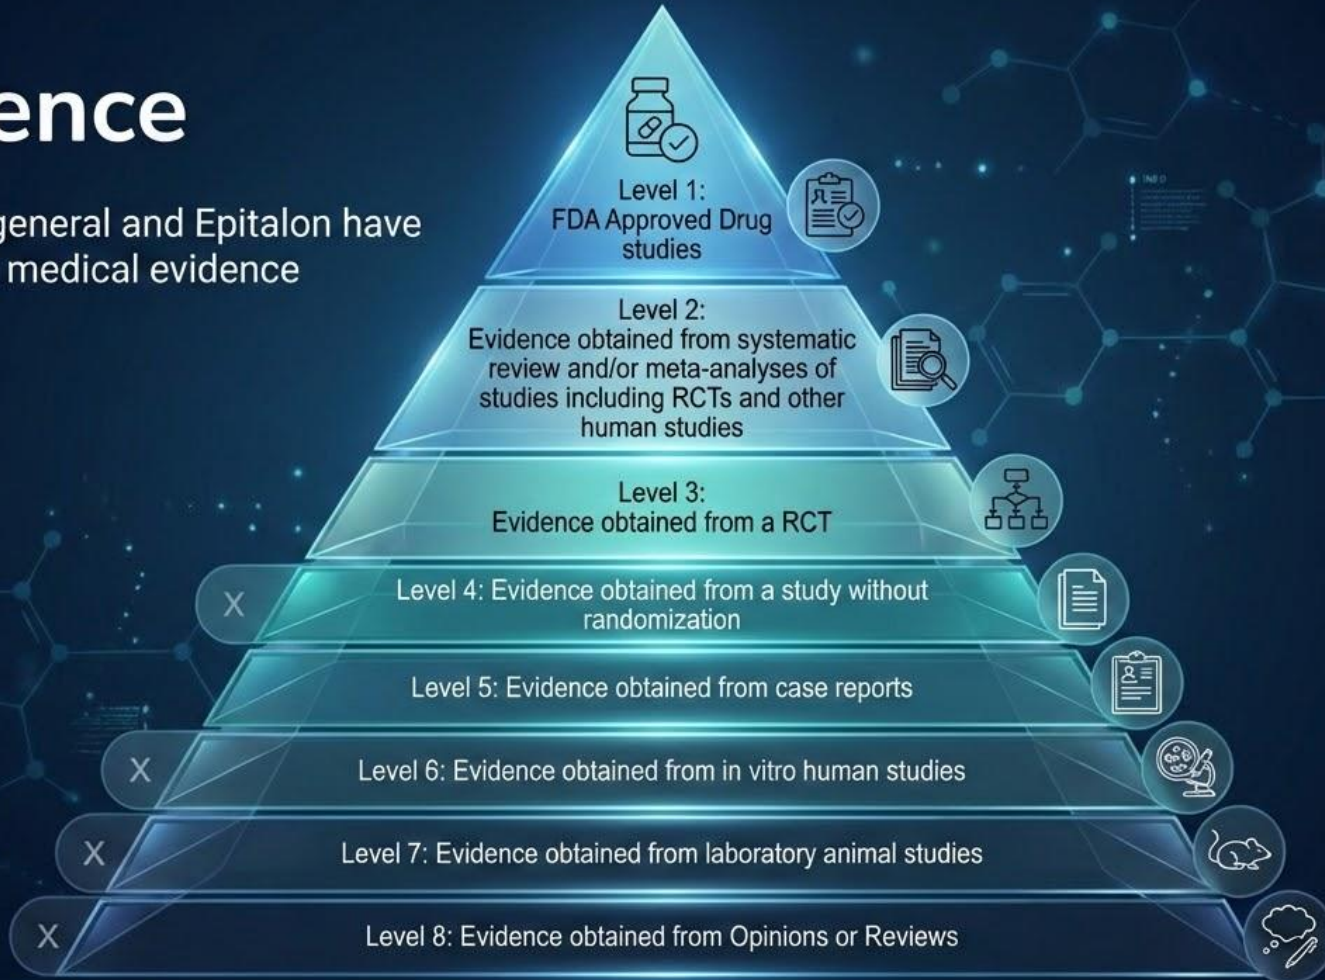 ence
general and Epitalon have
medical evidence
Level 1:
FDA Approved Drug
studies
Level 2:
Evidence obtained from systematic
review and/or meta-analyses of
studies including RCTs and other
human studies
Level 3:
Evidence obtained from a RCT
X
Level 4: Evidence obtained from a study without
randomization
Level 5: Evidence obtained from case reports
X
Level 6: Evidence obtained from in vitro human studies
X
Level 7: Evidence obtained from laboratory animal studies
X
Level 8: Evidence obtained from Opinions or Reviews